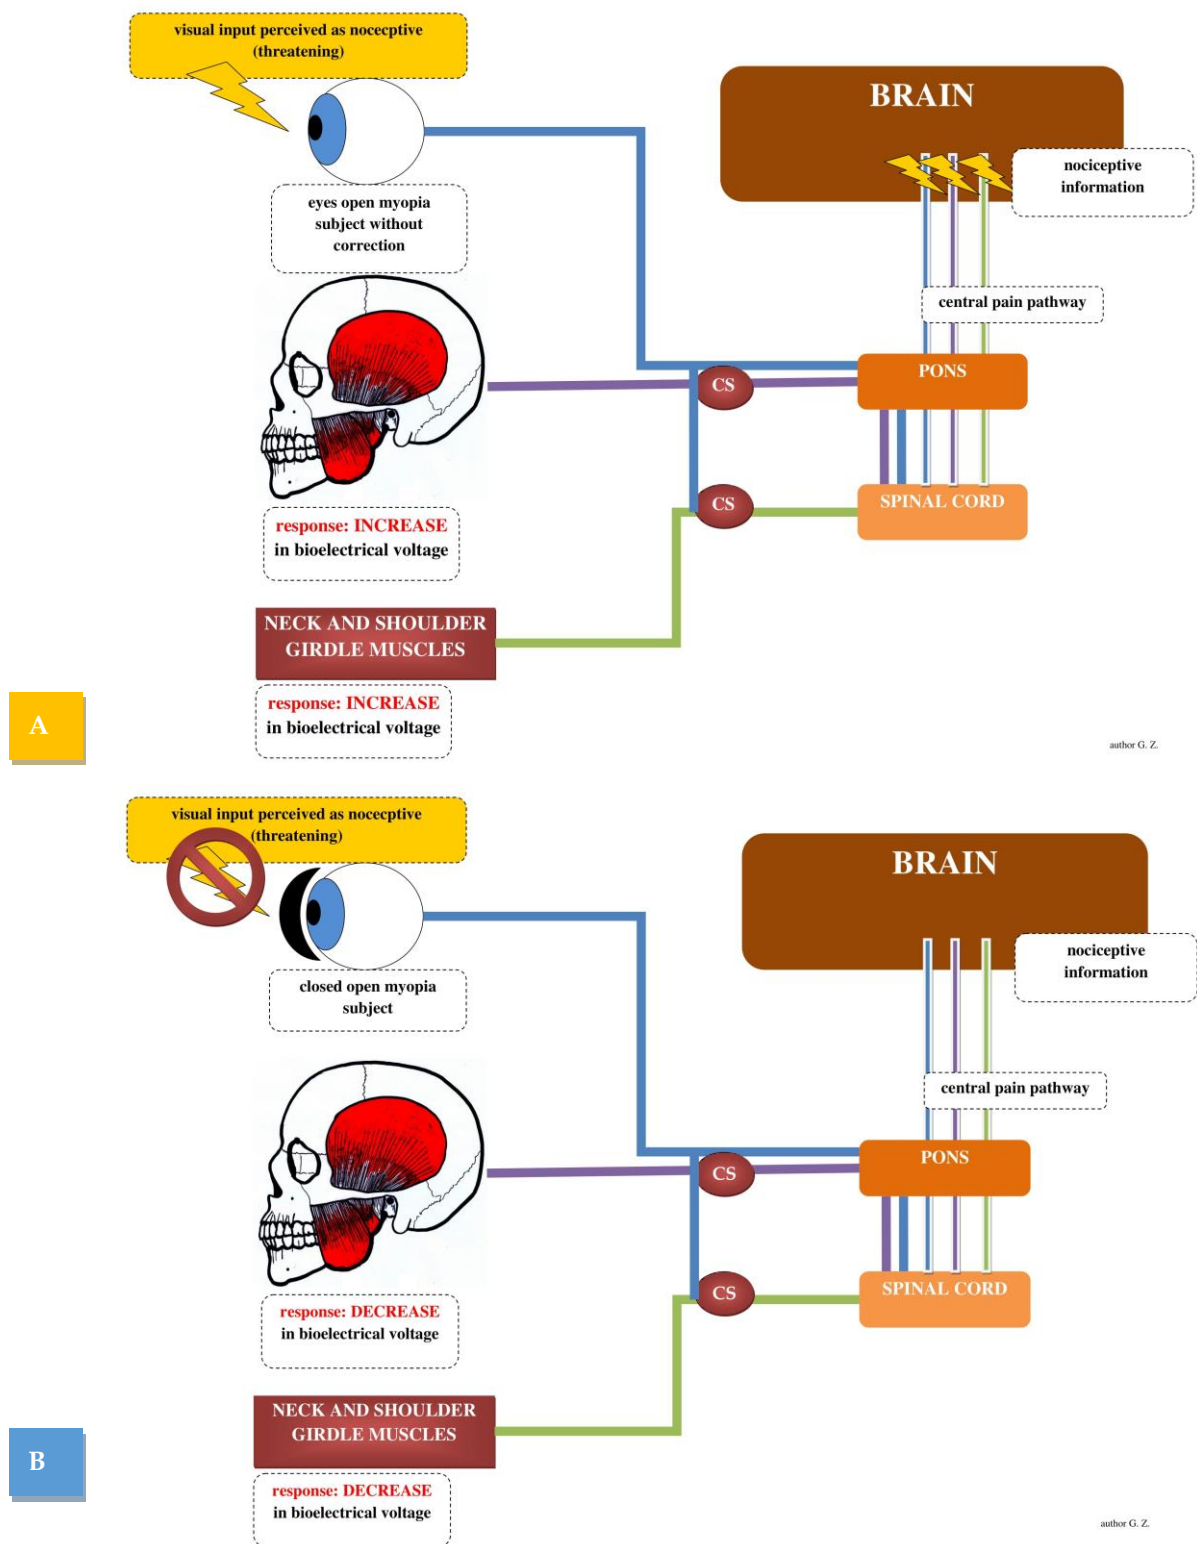 visual input perceived as nocecptive
(threatening)
BRAIN
nociceptive
information
eyes open myopia
subject without
correction
central pain pathway
PONS
CS
SPINAL CORD
CS
response: INCREASE
in bioelectrical voltage
NECK AND SHOULDER
GIRDLE MUSCLES
response: INCREASE
in bioelectrical voltage
A
author G. Z.
visual input perceived as nocecptive
(threatening)
BRAIN
nociceptive
information
closed open myopia
subject
central pain pathway
PONS
CS
SPINAL CORD
CS
response: DECREASE
in bioelectrical voltage
NECK AND SHOULDER
GIRDLE MUSCLES
B
response: DECREASE
in bioelectrical voltage
author G. Z.